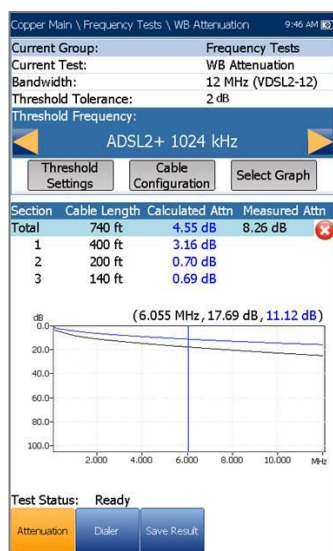 Copper Main \ Frequency Tests \ WB Attenuation 9:46 AM
Current Group: Frequency Tests
Current Test: WB Attenuation
Bandwidth: 12 MHz (VDSL2-12)
Threshold Tolerance: 2 dB
Threshold Frequency:
ADSL2+ 1024 kHz
Threshold Settings Cable Configuration Select Graph
Section Cable Length Calculated Attn Measured Attn
Total 740 ft 4.55 dB 8.26 dB
1 400 ft 3.16 dB
2 200 ft 0.70 dB
3 140 ft 0.69 dB
dB (6.055 MHz, 17.69 dB, 11.12 dB)
0.0
20.0
40.0
60.0
80.0
100.0
2.000 4.000 6.000 8.000 10.000 MHz
Test Status: Ready
Attenuation Dialer Save Result